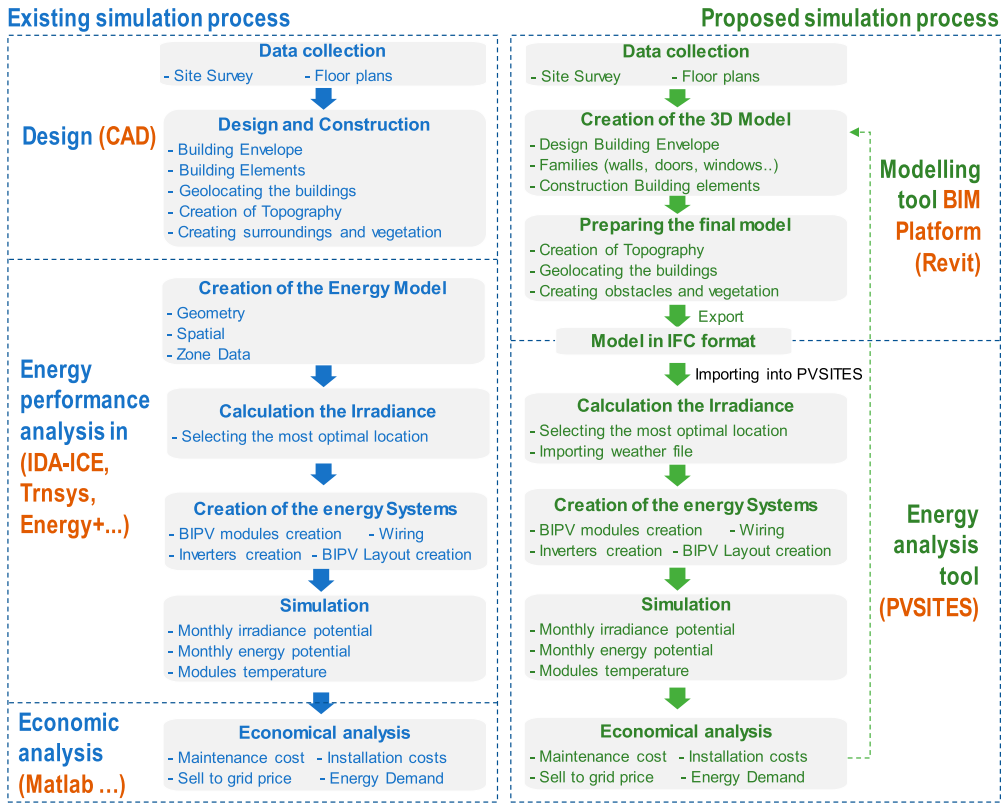 Existing simulation process
Design (CAD)
Data collection
- Site Survey - Floor plans
Design and Construction
- Building Envelope
- Building Elements
- Geolocating the buildings
- Creation of Topography
- Creating surroundings and vegetation
Energy
performance
analysis in
(IDA-ICE,
Trnsys,
Energy+...)
Creation of the Energy Model
- Geometry
- Spatial
- Zone Data
Calculation the Irradiance
- Selecting the most optimal location
Creation of the energy Systems
- BIPV modules creation - Wiring
- Inverters creation - BIPV Layout creation
Simulation
- Monthly irradiance potential
- Monthly energy potential
- Modules temperature
Economic
analysis
(Matlab ...)
Economical analysis
- Maintenance cost - Installation costs
- Sell to grid price - Energy Demand
Proposed simulation process
Data collection
- Site Survey - Floor plans
Creation of the 3D Model
- Design Building Envelope
- Families (walls, doors, windows..)
- Construction Building elements
Preparing the final model
- Creation of Topography
- Geolocating the buildings
- Creating obstacles and vegetation
Export
Modelling
tool BIM
Platform
(Revit)
Model in IFC format
Importing into PVSITES
Calculation the Irradiance
- Selecting the most optimal location
- Importing weather file
Creation of the energy Systems
- BIPV modules creation - Wiring
- Inverters creation - BIPV Layout creation
Simulation
- Monthly irradiance potential
- Monthly energy potential
- Modules temperature
Economical analysis
- Maintenance cost - Installation costs
- Sell to grid price - Energy Demand
Energy
analysis
tool
(PVSITES)